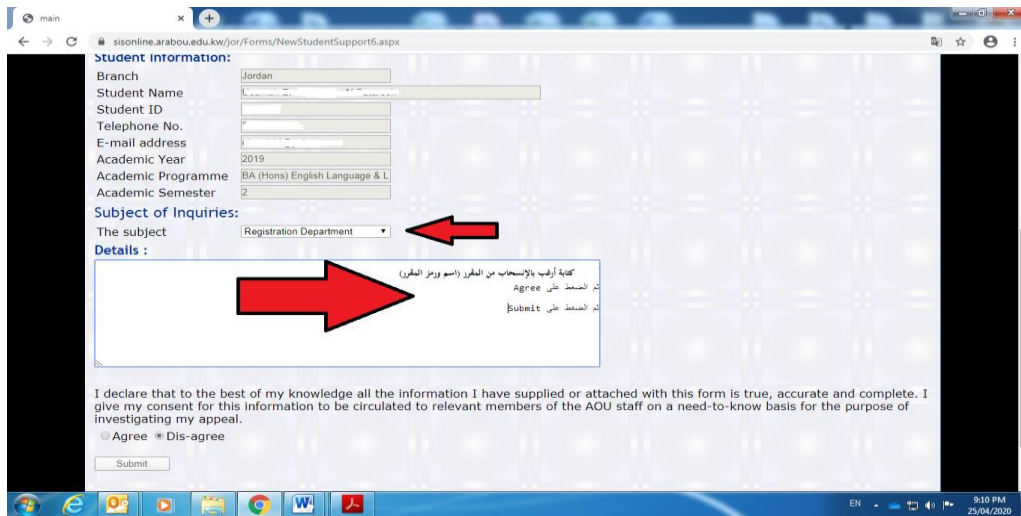 main
sisonline.arabou.edu.kw/jor/Forms/NewStudentSupport6.aspx
Student Information:
Branch Jordan
Student Name
Student ID
Telephone No.
E-mail address
Academic Year 2019
Academic Programme BA (Hons) English Language & L
Academic Semester 2
Subject of Inquiries:
The subject Registration Department
Details :
كتابة أرغب بالإنسحاب من المقرر (اسم ورمز المقرر)
ثم الضغط على Agree
ثم الضغط على Submit
I declare that to the best of my knowledge all the information I have supplied or attached with this form is true, accurate and complete. I
give my consent for this information to be circulated to relevant members of the AOU staff on a need-to-know basis for the purpose of
investigating my appeal.
Agree Dis-agree
Submit
EN 9:10 PM
25/04/2020